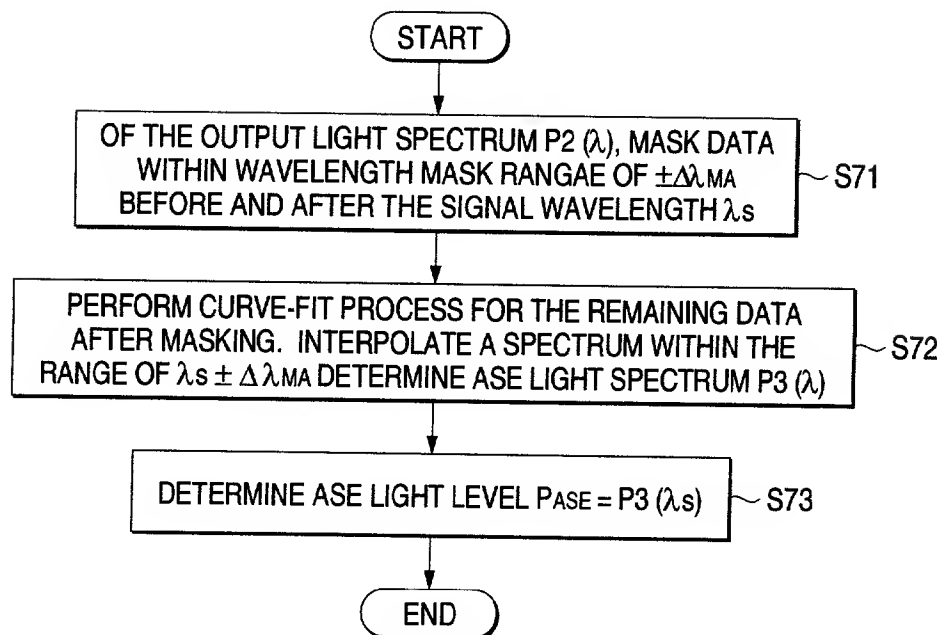 START
OF THE OUTPUT LIGHT SPECTRUM P2 (λ), MASK DATA
WITHIN WAVELENGTH MASK RANGAE OF ±ΔλMA
BEFORE AND AFTER THE SIGNAL WAVELENGTH λs
S71
PERFORM CURVE-FIT PROCESS FOR THE REMAINING DATA
AFTER MASKING. INTERPOLATE A SPECTRUM WITHIN THE
RANGE OF λs ± ΔλMA DETERMINE ASE LIGHT SPECTRUM P3 (λ)
S72
DETERMINE ASE LIGHT LEVEL PASE = P3 (λs)
S73
END